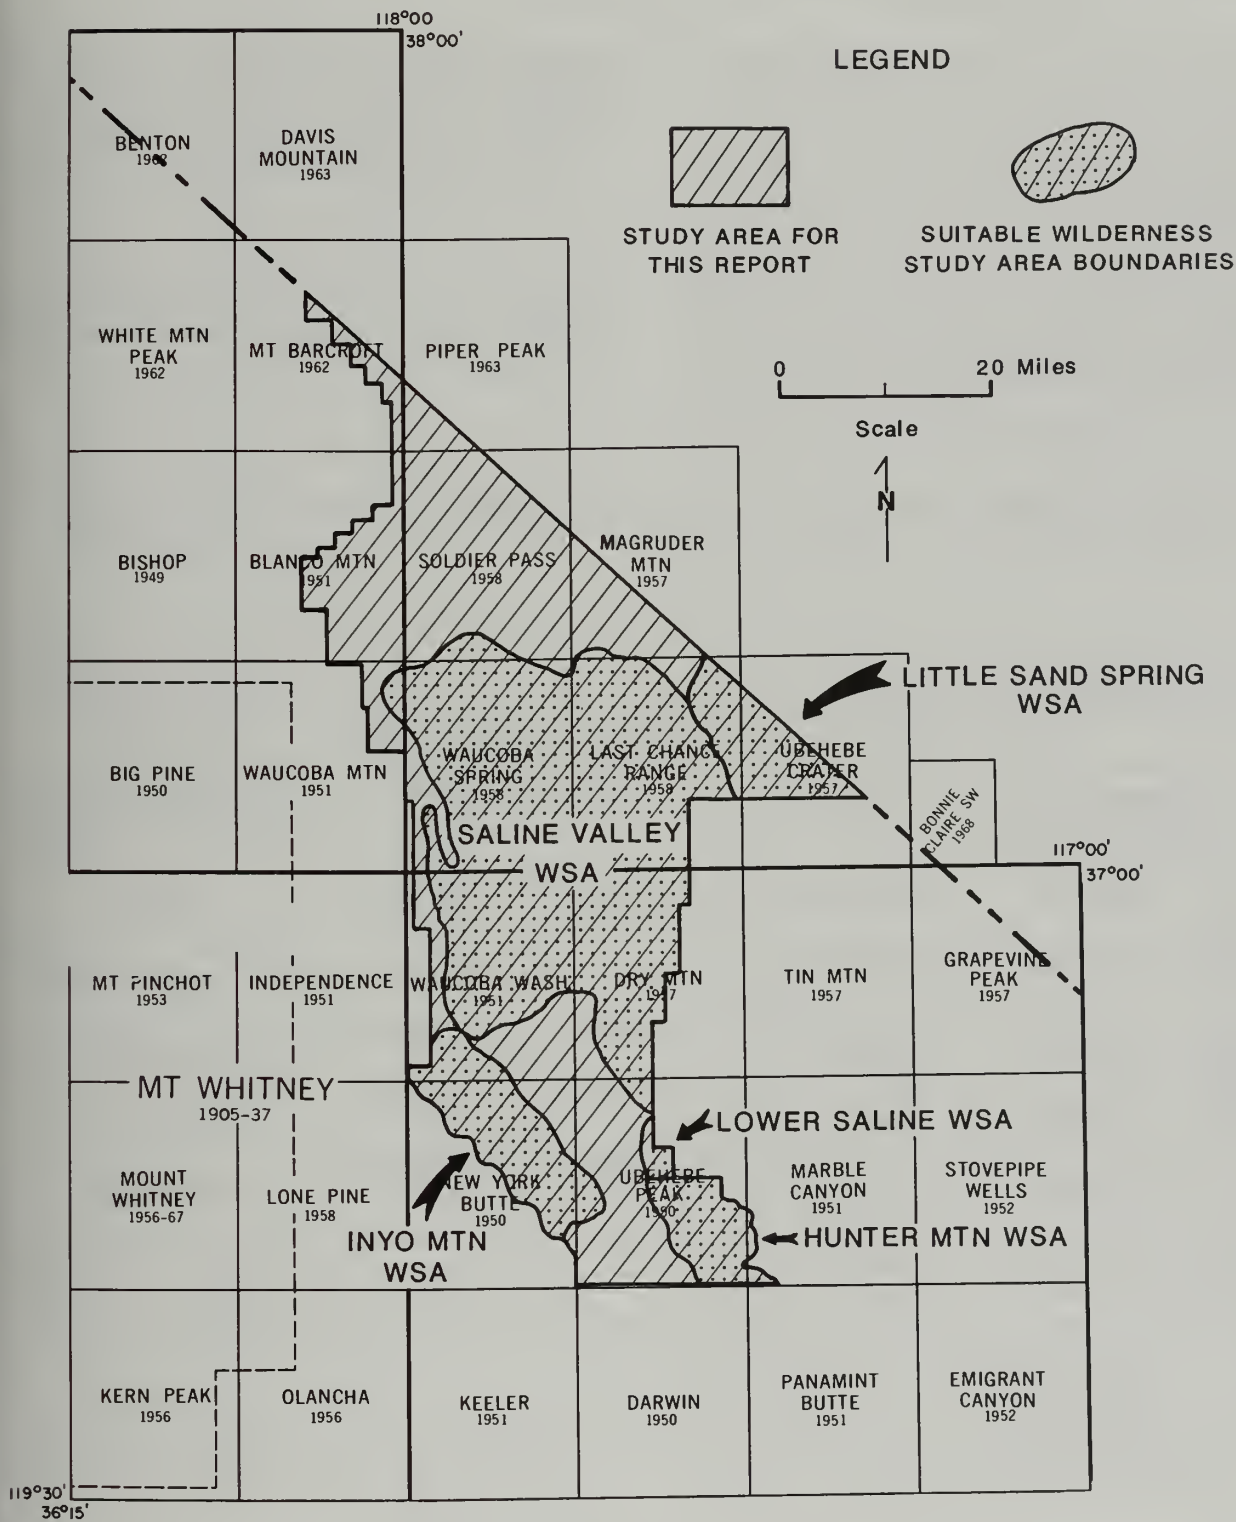 118°00
38°00'
LEGEND
BENTON
1962
DAVIS
MOUNTAIN
1963
STUDY AREA FOR
THIS REPORT
SUITABLE WILDERNESS
STUDY AREA BOUNDARIES
WHITE MTN
PEAK
1962
MT BARCROFT
1962
PIPER PEAK
1963
0 20 Miles
Scale
N
BISHOP
1949
BLANCO MTN
1951
SOLDIER PASS
1958
MAGRUDER
MTN
1957
LITTLE SAND SPRING
WSA
BIG PINE
1950
WAUCOBA MTN
1951
WAUCOBA
SPRING
1958
LAST CHANCE
RANGE
1958
UBEHEBE
CRATER
1957
BONNIE
CLAIRE SW
1968
SALINE VALLEY
WSA
117°00'
37°00'
MT PINCHOT
1953
INDEPENDENCE
1951
WAUCOBA WASH
1951
DRY MTN
1957
TIN MTN
1957
GRAPEVINE
PEAK
1957
MT WHITNEY
1905-37
LOWER SALINE WSA
MOUNT
WHITNEY
1956-67
LONE PINE
1958
NEW YORK
BUTTE
1950
UBEHEBE
PEAK
1950
MARBLE
CANYON
1951
STOVEPIPE
WELLS
1952
INYO MTN
WSA
HUNTER MTN WSA
KERN PEAK
1956
OLANCHA
1956
KEELER
1951
DARWIN
1950
PANAMINT
BUTTE
1951
EMIGRANT
CANYON
1952
119°30'
36°15'